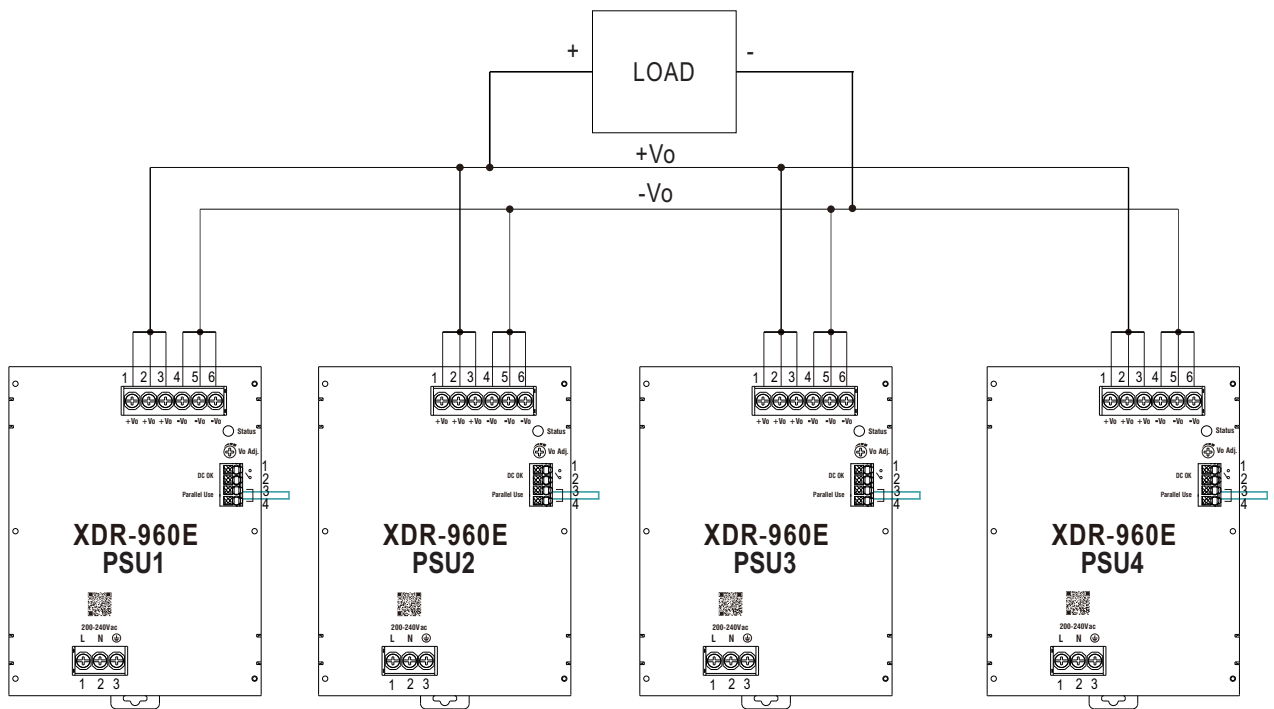 + LOAD -
+Vo
-Vo
1 2 3 4 5 6
+Vo +Vo +Vo -Vo -Vo -Vo
Status
Vo Adj.
DC OK
1
2
Parallel Use
3
4
XDR-960E
PSU1
200-240Vac
L N
1 2 3
1 2 3 4 5 6
+Vo +Vo +Vo -Vo -Vo -Vo
Status
Vo Adj.
DC OK
1
2
Parallel Use
3
4
XDR-960E
PSU2
200-240Vac
L N
1 2 3
1 2 3 4 5 6
+Vo +Vo +Vo -Vo -Vo -Vo
Status
Vo Adj.
DC OK
1
2
Parallel Use
3
4
XDR-960E
PSU3
200-240Vac
L N
1 2 3
1 2 3 4 5 6
+Vo +Vo +Vo -Vo -Vo -Vo
Status
Vo Adj.
DC OK
1
2
Parallel Use
3
4
XDR-960E
PSU4
200-240Vac
L N
1 2 3